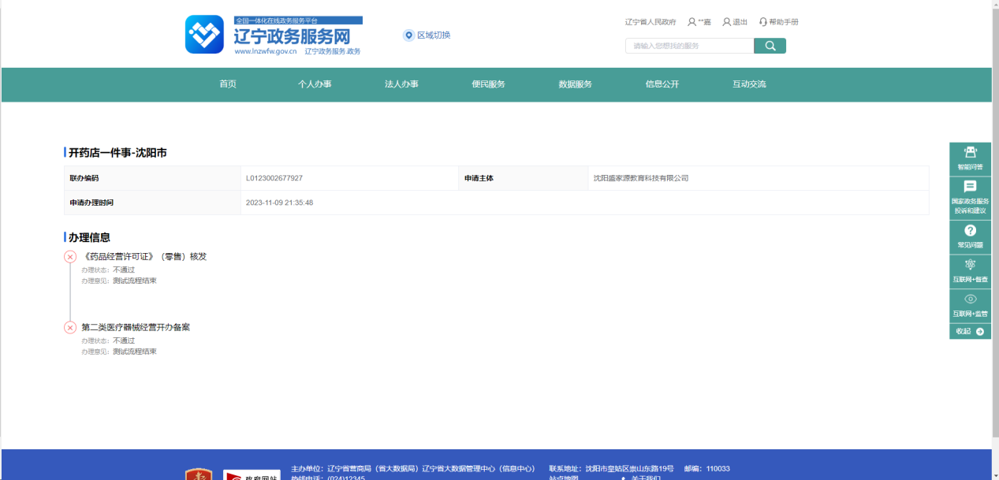 全国一体化在线政务服务平台
辽宁政务服务网
www.lnzwfw.gov.cn 辽宁政务服务.政务
区域切换
辽宁省人民政府 **嘉 退出 帮助手册
请输入您想找的服务
首页 个人办事 法人办事 便民服务 数据服务 信息公开 互动交流
开药店一件事-沈阳市
联办编码 L0123002677927 申请主体 沈阳盛家源教育科技有限公司
申请办理时间 2023-11-09 21:35:48
办理信息
《药品经营许可证》（零售）核发
办理状态：不通过
办理意见：测试流程结束
第二类医疗器械经营开办备案
办理状态：不通过
办理意见：测试流程结束
智能问答
国家政务服务
投诉和建议
常见问题
互联网+督查
互联网+监管
收起
主办单位：辽宁省营商局（省大数据局）辽宁省大数据管理中心（信息中心） 联系地址：沈阳市皇姑区崇山东路19号 邮编：110033
政府网站 热线电话：(024)12345 站点地图 • 关于我们